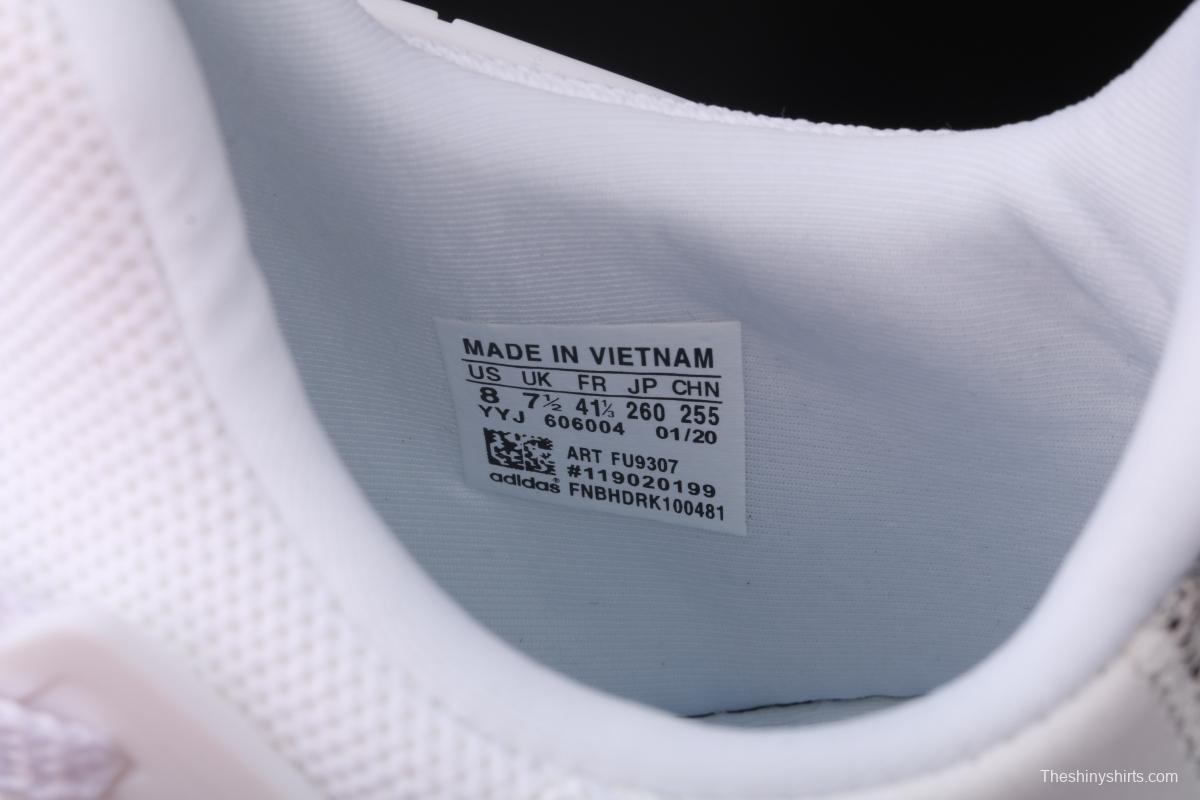 MADE IN VIETNAM
US UK FR JP CHN
8 7½ 41⅓ 260 255
YYJ 606004 01/20
ART FU9307
#119020199
adidas® FNBHDRK100481
Theshinyshirts.com